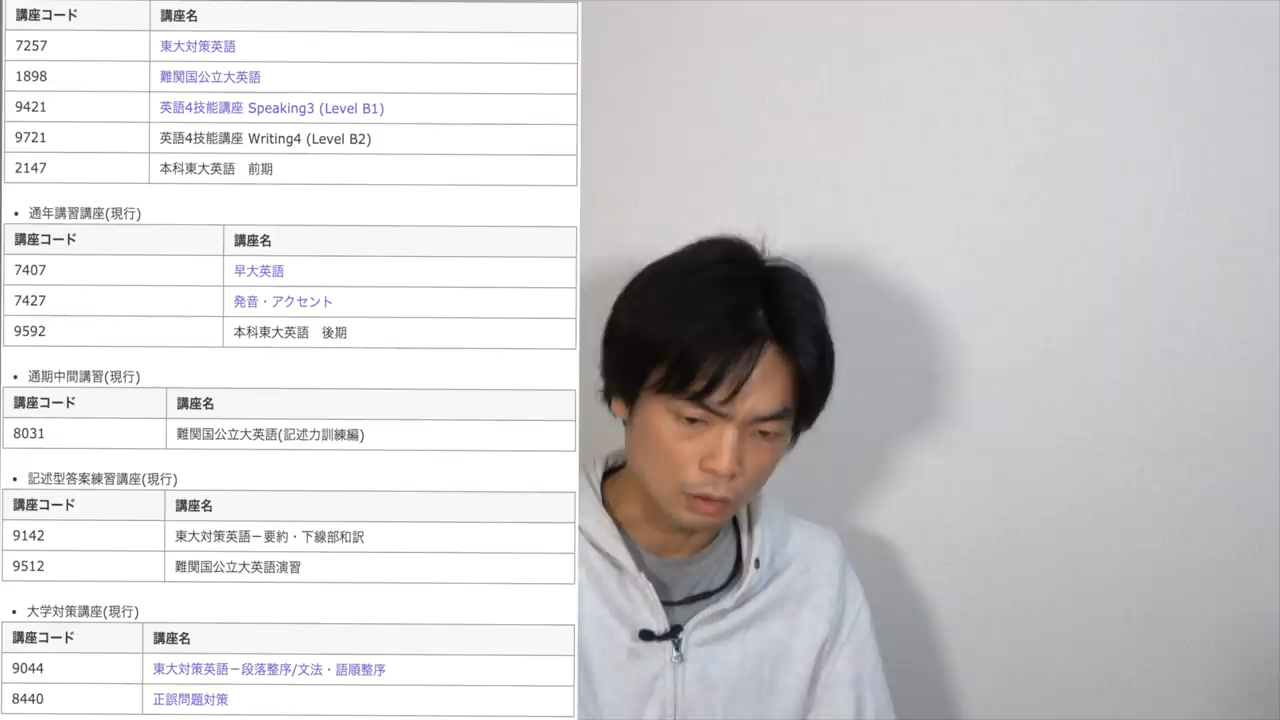 講座コード 講座名
7257 東大対策英語
1898 難関国公立大英語
9421 英語4技能講座 Speaking3 (Level B1)
9721 英語4技能講座 Writing4 (Level B2)
2147 本科東大英語　前期
• 通年講習講座(現行)
講座コード 講座名
7407 早大英語
7427 発音・アクセント
9592 本科東大英語　後期
• 通期中間講習(現行)
講座コード 講座名
8031 難関国公立大英語(記述力訓練編)
• 記述型答案練習講座(現行)
講座コード 講座名
9142 東大対策英語－要約・下線部和訳
9512 難関国公立大英語演習
• 大学対策講座(現行)
講座コード 講座名
9044 東大対策英語－段落整序/文法・語順整序
8440 正誤問題対策